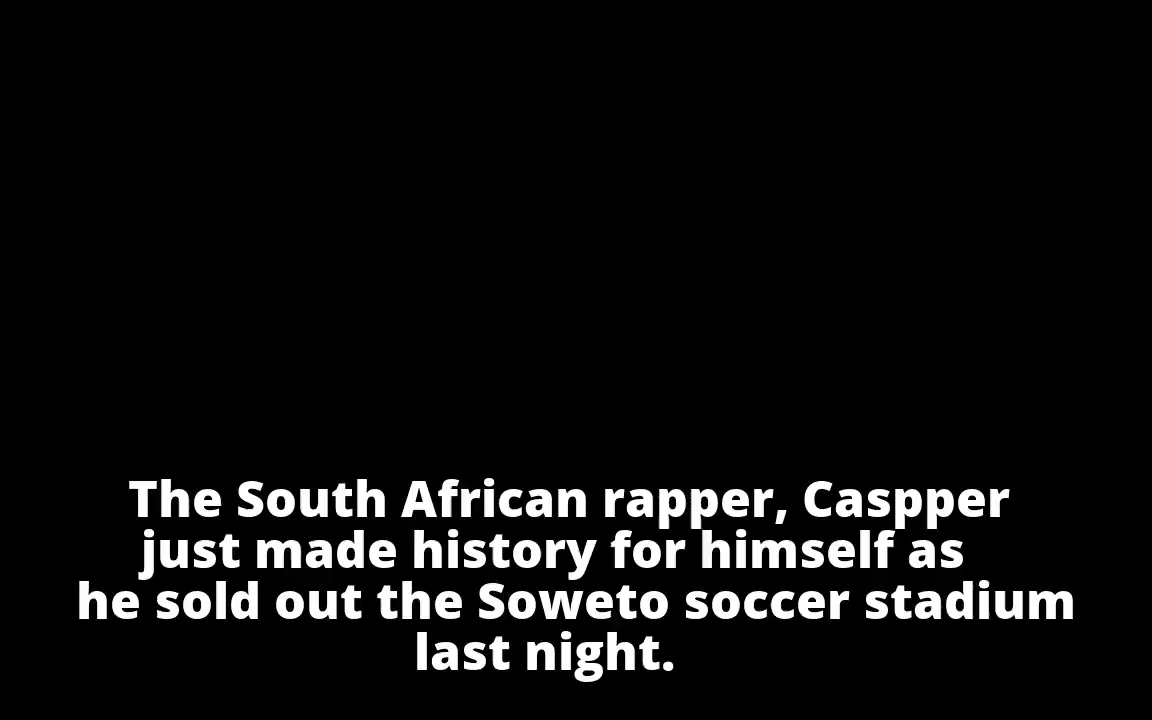 The South African rapper, Caspper
just made history for himself as
he sold out the Soweto soccer stadium
last night.